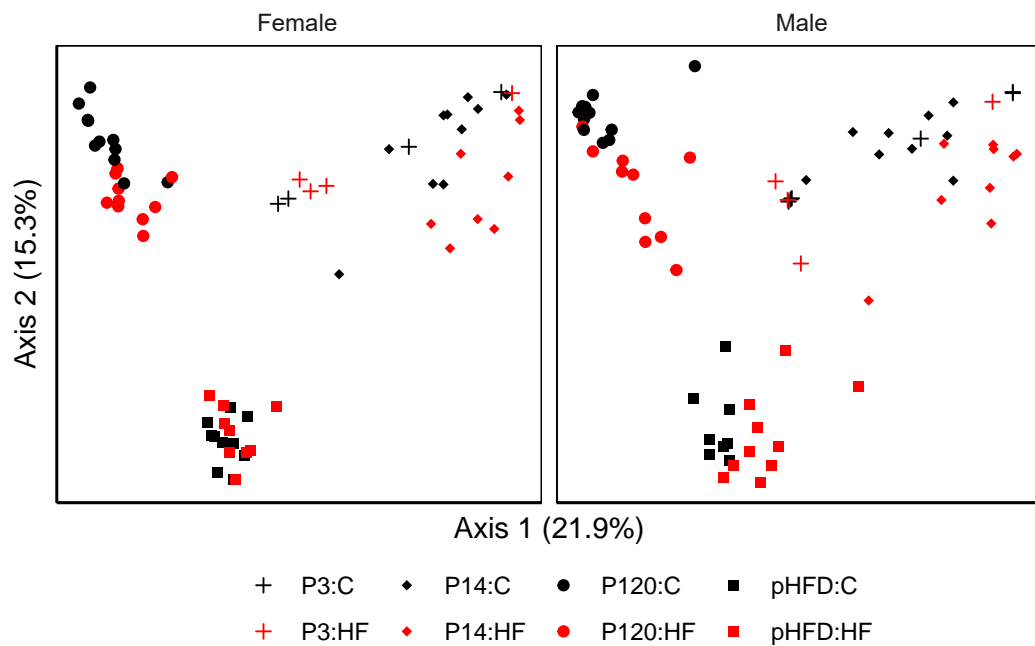 Female Male
Axis 2 (15.3%)
Axis 1 (21.9%)
P3:C P14:C P120:C pHFD:C
P3:HF P14:HF P120:HF pHFD:HF